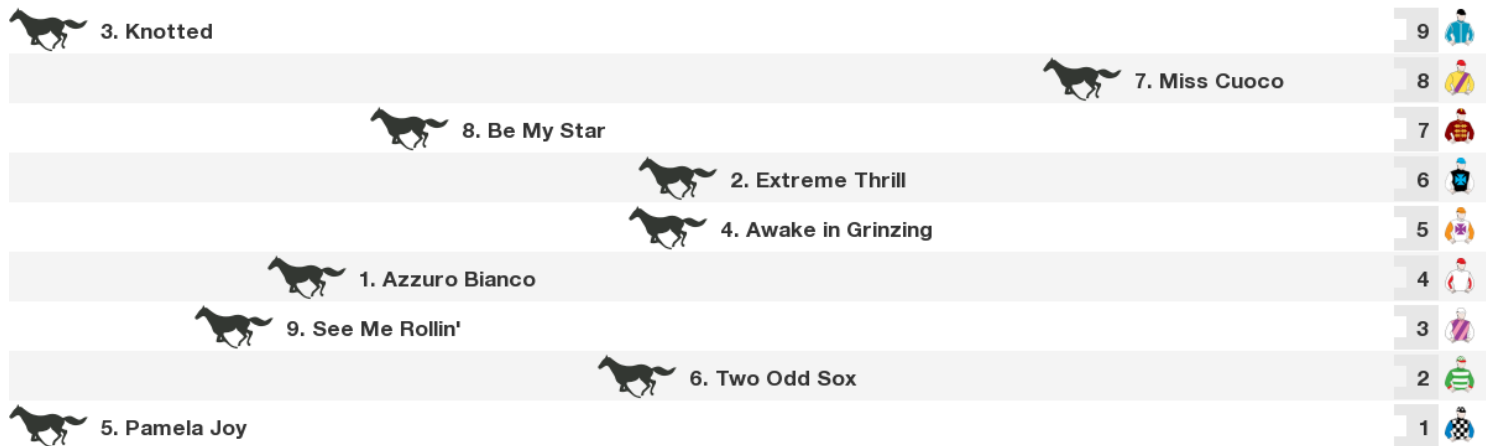 3. Knotted 9
7. Miss Cuoco 8
8. Be My Star 7
2. Extreme Thrill 6
4. Awake in Grinzing 5
1. Azzuro Bianco 4
9. See Me Rollin' 3
6. Two Odd Sox 2
5. Pamela Joy 1